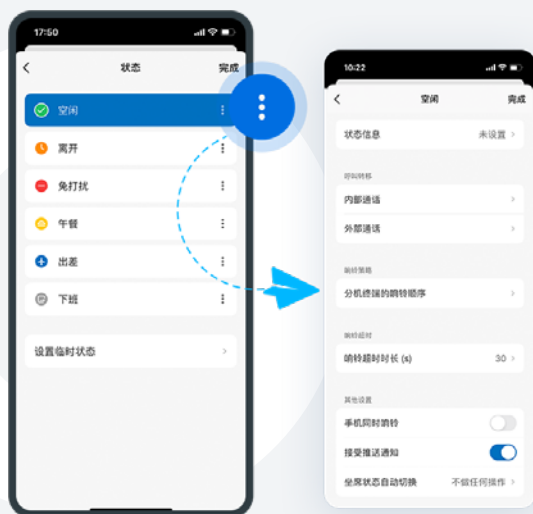 17:50
状态
完成
空闲
离开
免打扰
午餐
出差
下班
设置临时状态
10:22
空闲
完成
状态信息
未设置
呼叫转移
内部通话
外部通话
响铃策略
分机终端的响铃顺序
响铃超时
响铃超时时长 (s)
30
其他设置
手机同时响铃
接受推送通知
坐席状态自动切换
不做任何操作